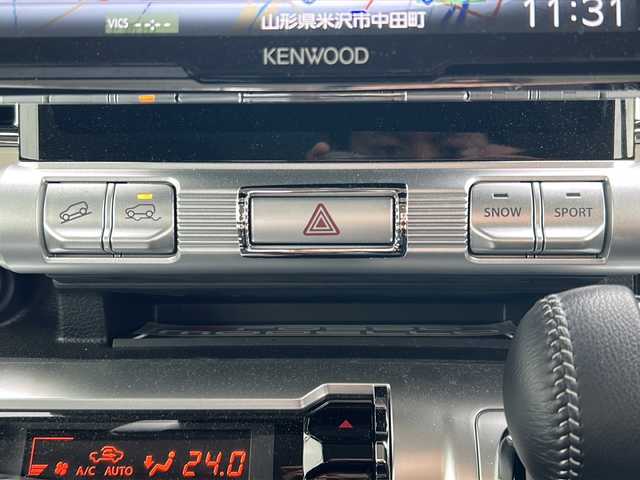 VICS --:--
山形県米沢市中田町
11:31
KENWOOD
SNOW
SPORT
A/C AUTO
24.0